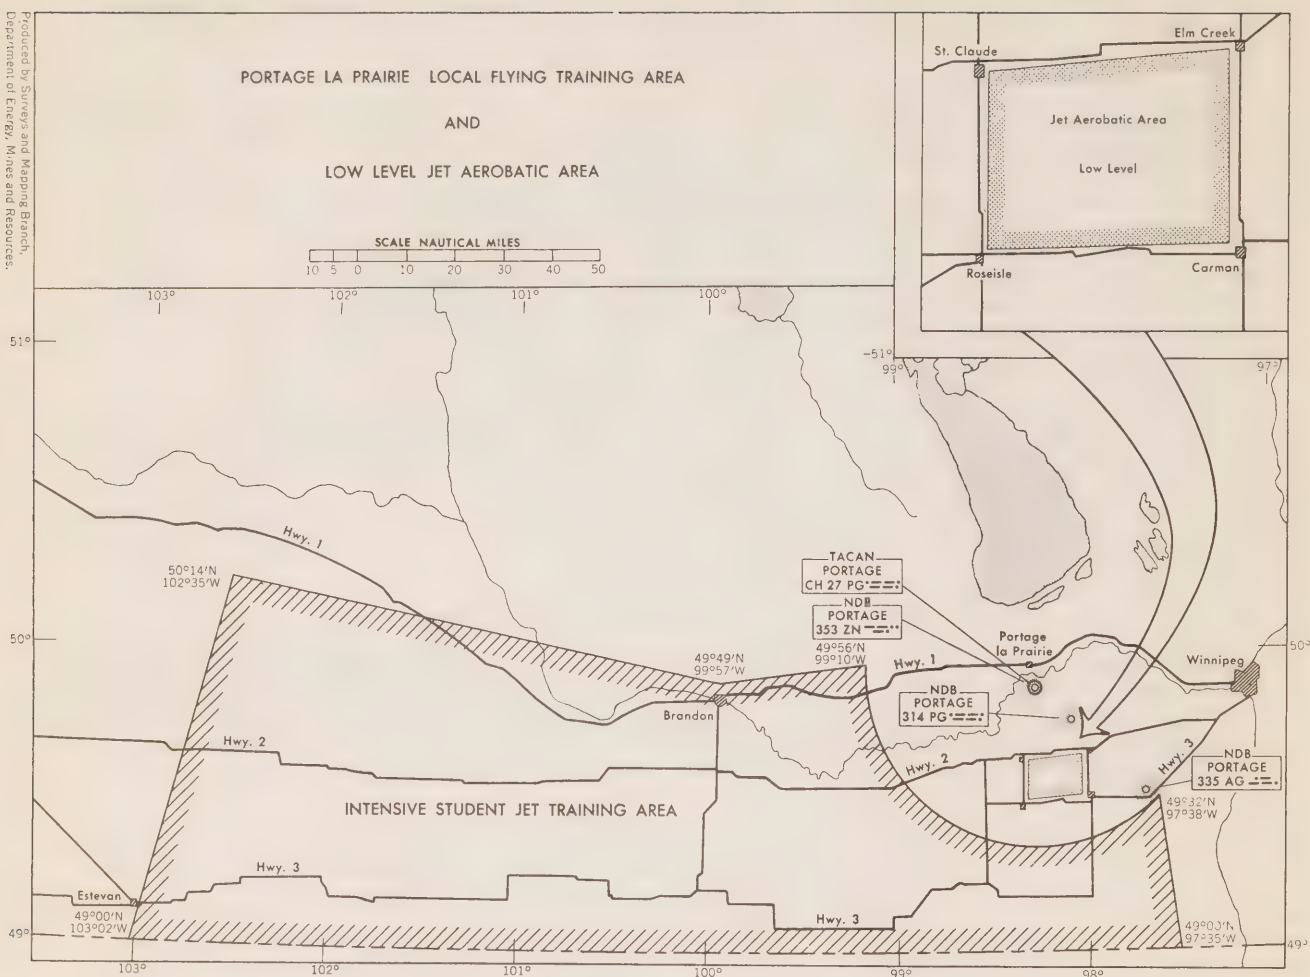 Produced by Surveys and Mapping Branch,
Department of Energy, Mines and Resources.
PORTAGE LA PRAIRIE LOCAL FLYING TRAINING AREA
AND
LOW LEVEL JET AEROBATIC AREA
SCALE NAUTICAL MILES
10 5 0 10 20 30 40 50
St. Claude
Elm Creek
Jet Aerobatic Area
Low Level
Roseisle
Carman
103° 102° 101° 100°
51°
-51°
99°
97°
Hwy. 1
50°14'N
102°35'W
TACAN
PORTAGE
CH 27 PG
NDB
PORTAGE
353 ZN
50°
49°49'N
99°57'W
49°56'N
99°10'W
Hwy. 1
Portage
la Prairie
50°
Winnipeg
Brandon
NDB
PORTAGE
314 PG
Hwy. 2
Hwy. 2
Hwy. 3
NDB
PORTAGE
335 AG
INTENSIVE STUDENT JET TRAINING AREA
49°32'N
97°38'W
Hwy. 3
Estevan
49°00'N
103°02'W
Hwy. 3
49°00'N
97°35'W
49°
49°
103° 102° 101° 100° 99° 98°